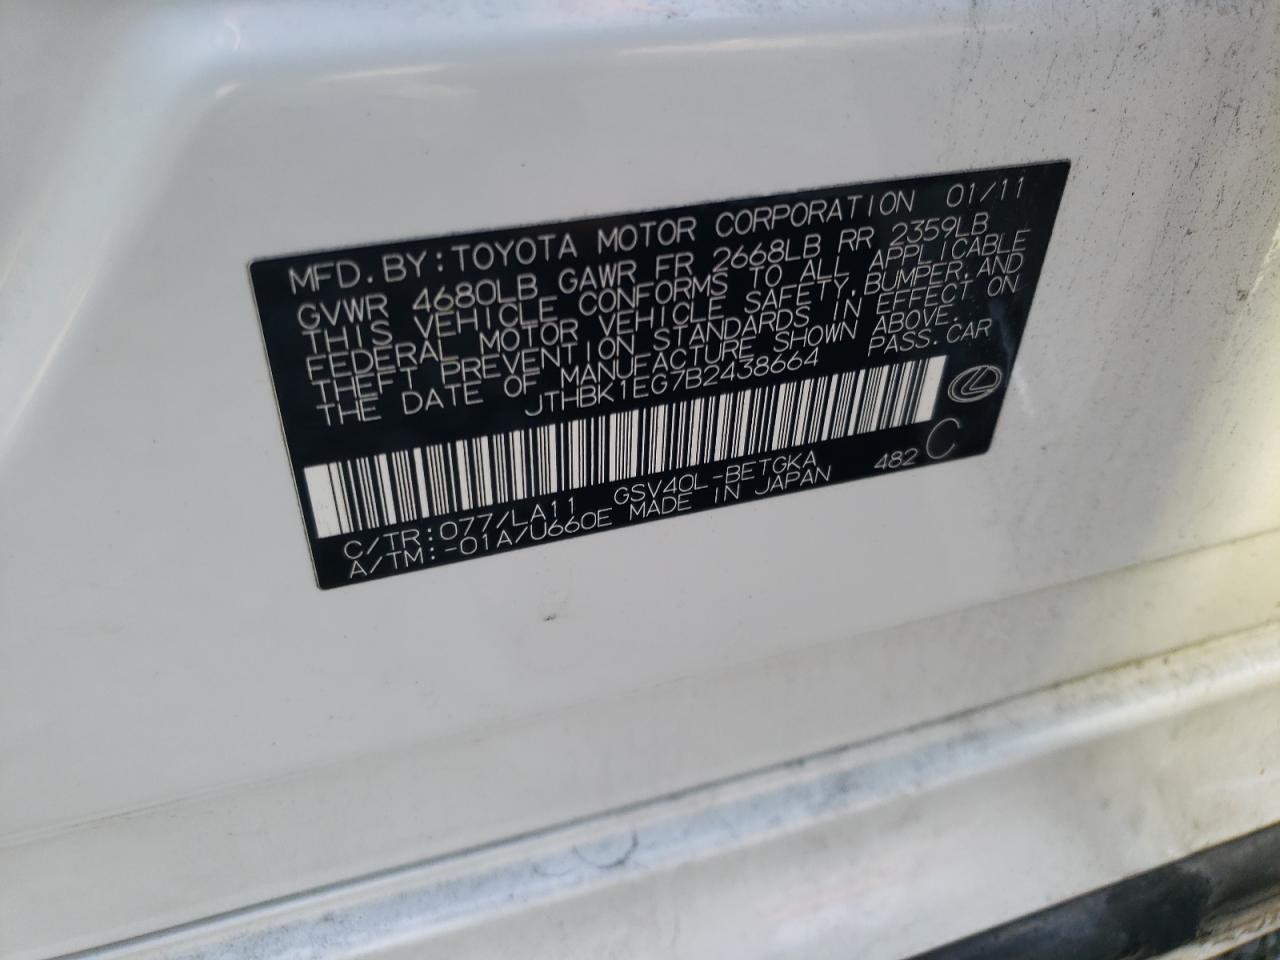 MFD.BY:TOYOTA MOTOR CORPORATION 01/11
GVWR 4680LB GAWR FR 2668LB RR 2359LB
THIS VEHICLE CONFORMS TO ALL APPLICABLE
FEDERAL MOTOR VEHICLE SAFETY,BUMPER,AND
THEFT PREVENTION STANDARDS IN EFFECT ON
THE DATE OF MANUFACTURE SHOWN ABOVE.
JTHBK1EG7B2438664 PASS.CAR
C/TR:077/LA11 GSV40L-BETGKA 482 C
A/TM:-01A/U660E MADE IN JAPAN